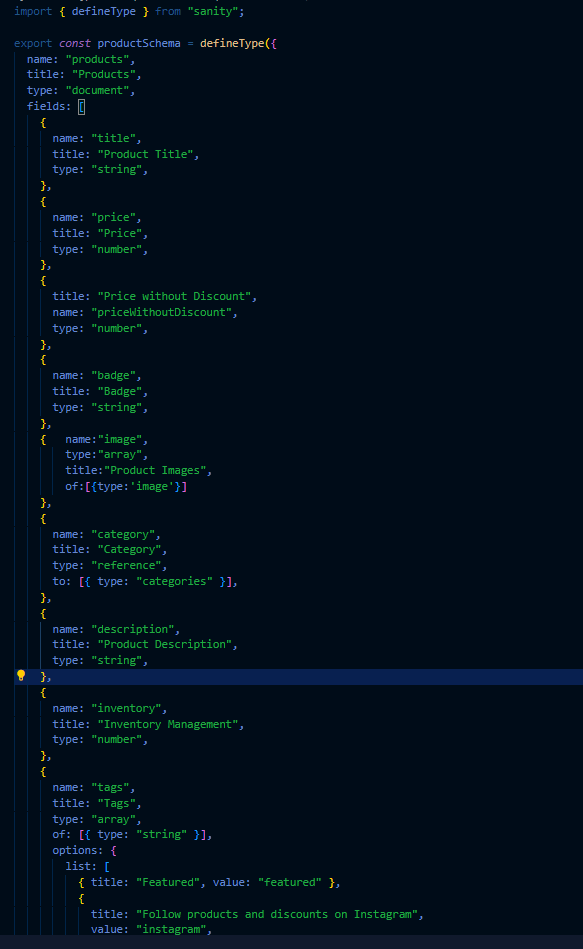 import { defineType } from "sanity";
export const productSchema = defineType({
name: "products",
title: "Products",
type: "document",
fields: [
{
name: "title",
title: "Product Title",
type: "string",
},
{
name: "price",
title: "Price",
type: "number",
},
{
title: "Price without Discount",
name: "priceWithoutDiscount",
type: "number",
},
{
name: "badge",
title: "Badge",
type: "string",
},
{ name:"image",
type:"array",
title:"Product Images",
of:[{type:'image'}]
},
{
name: "category",
title: "Category",
type: "reference",
to: [{ type: "categories" }],
},
{
name: "description",
title: "Product Description",
type: "string",
},
{
name: "inventory",
title: "Inventory Management",
type: "number",
},
{
name: "tags",
title: "Tags",
type: "array",
of: [{ type: "string" }],
options: {
list: [
{ title: "Featured", value: "featured" },
{
title: "Follow products and discounts on Instagram",
value: "instagram",